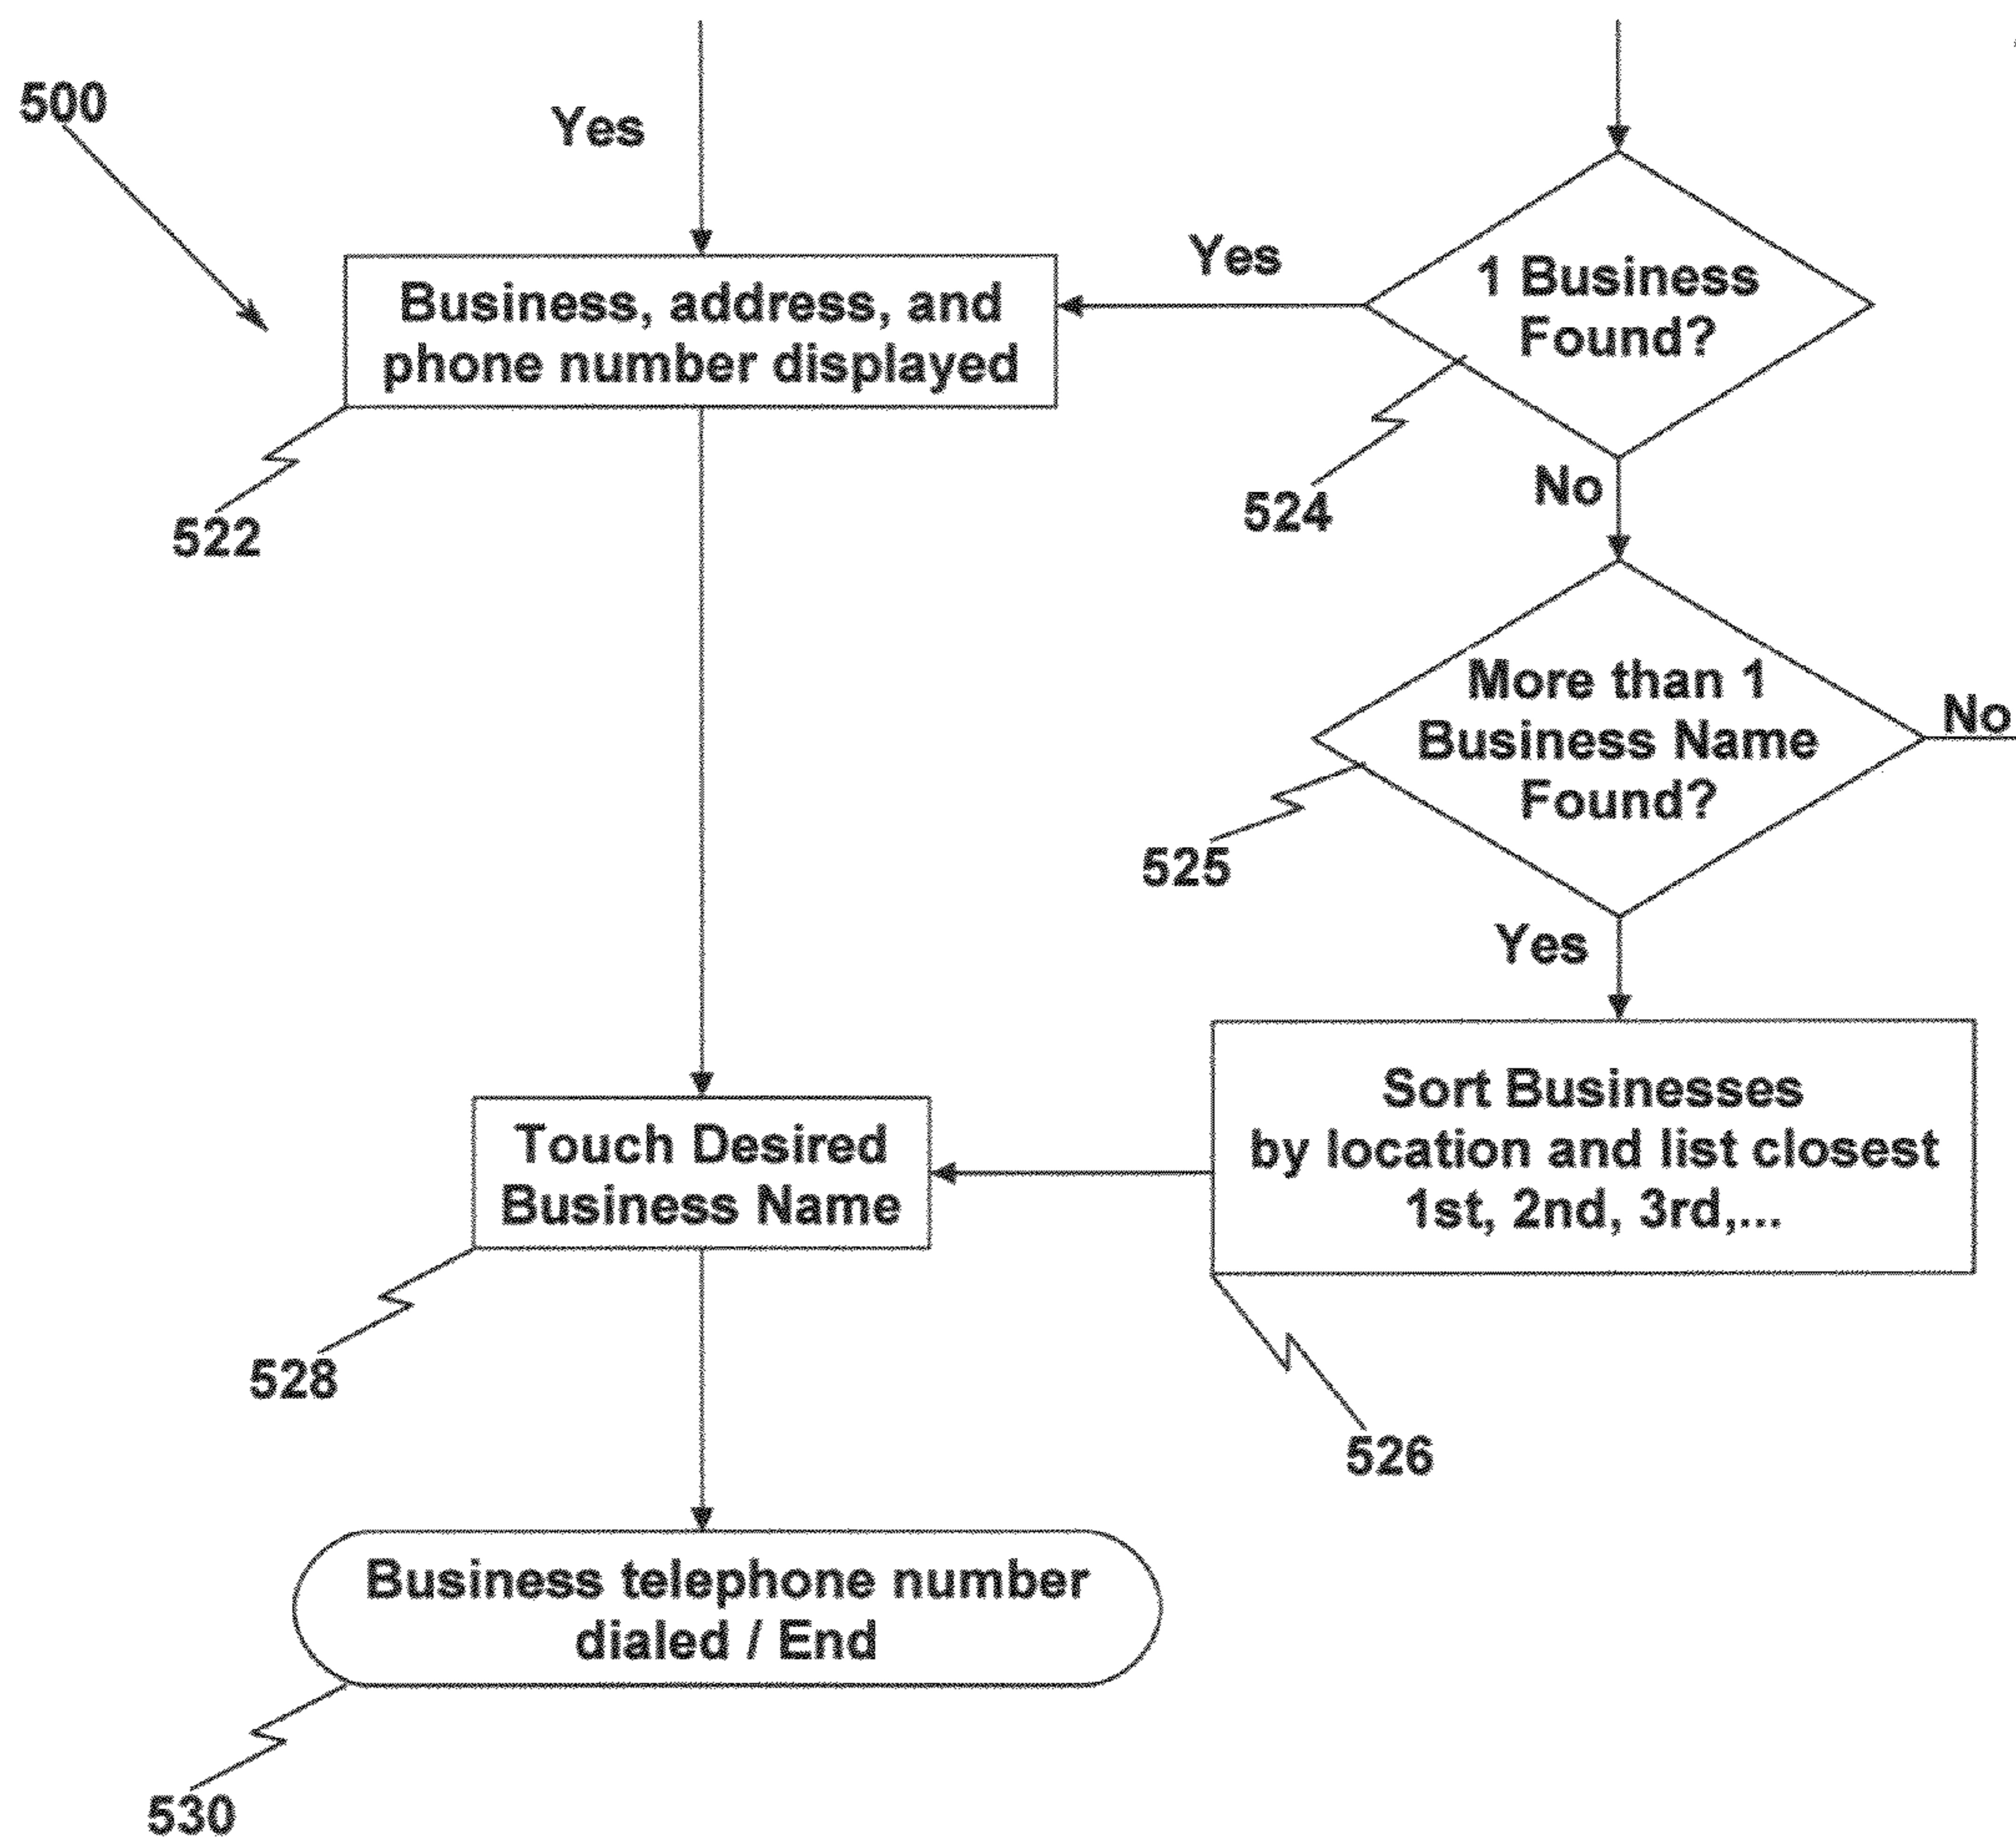 500
Yes
Yes
Business, address, and
phone number displayed
1 Business
Found?
522
524
No
More than 1
Business Name
Found?
No
525
Yes
Sort Businesses
by location and list closest
1st, 2nd, 3rd,...
Touch Desired
Business Name
528
526
Business telephone number
dialed / End
530